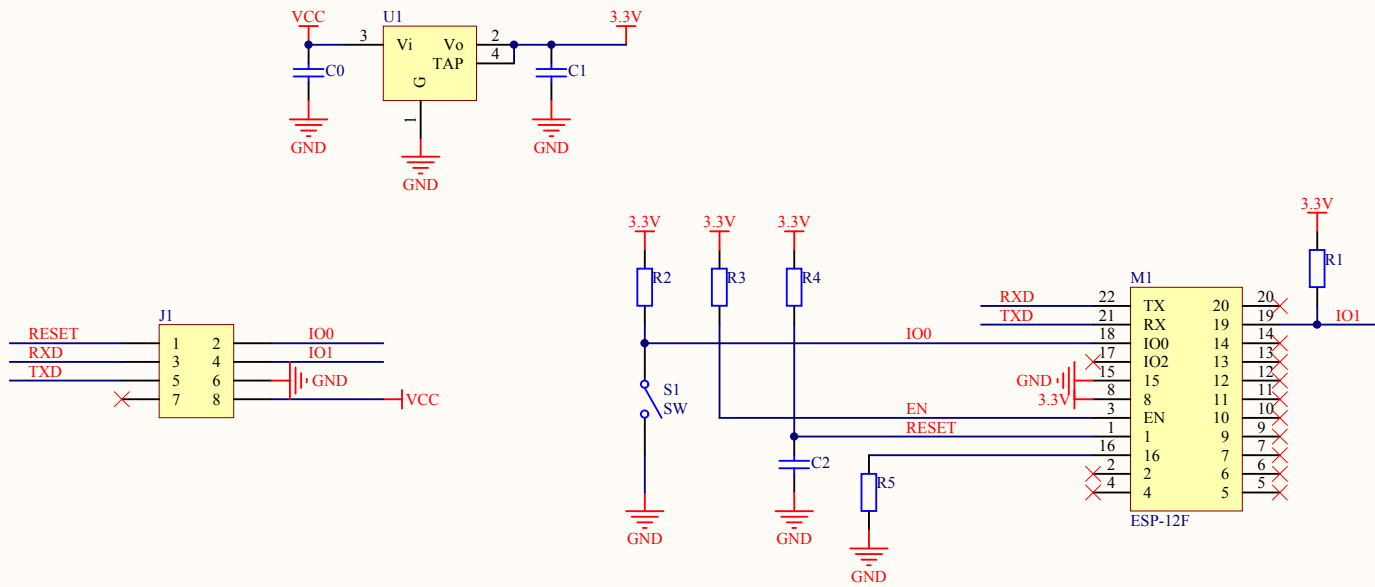 VCC
U1
3.3V
3
Vi
Vo
2
TAP
4
G
1
C0
C1
GND
GND
GND
3.3V
3.3V
3.3V
3.3V
R2
R3
R4
R1
M1
J1
RESET
1
2
IO0
RXD
3
4
IO1
TXD
5
6
GND
7
8
VCC
S1
SW
GND
C2
GND
R5
GND
IO0
EN
RESET
RXD
22
TX
20
20
TXD
21
RX
19
19
IO1
18
IO0
14
14
17
IO2
13
13
GND
15
15
12
12
3.3V
8
8
11
11
3
EN
10
10
1
1
9
9
16
16
7
7
2
2
6
6
4
4
5
5
ESP-12F